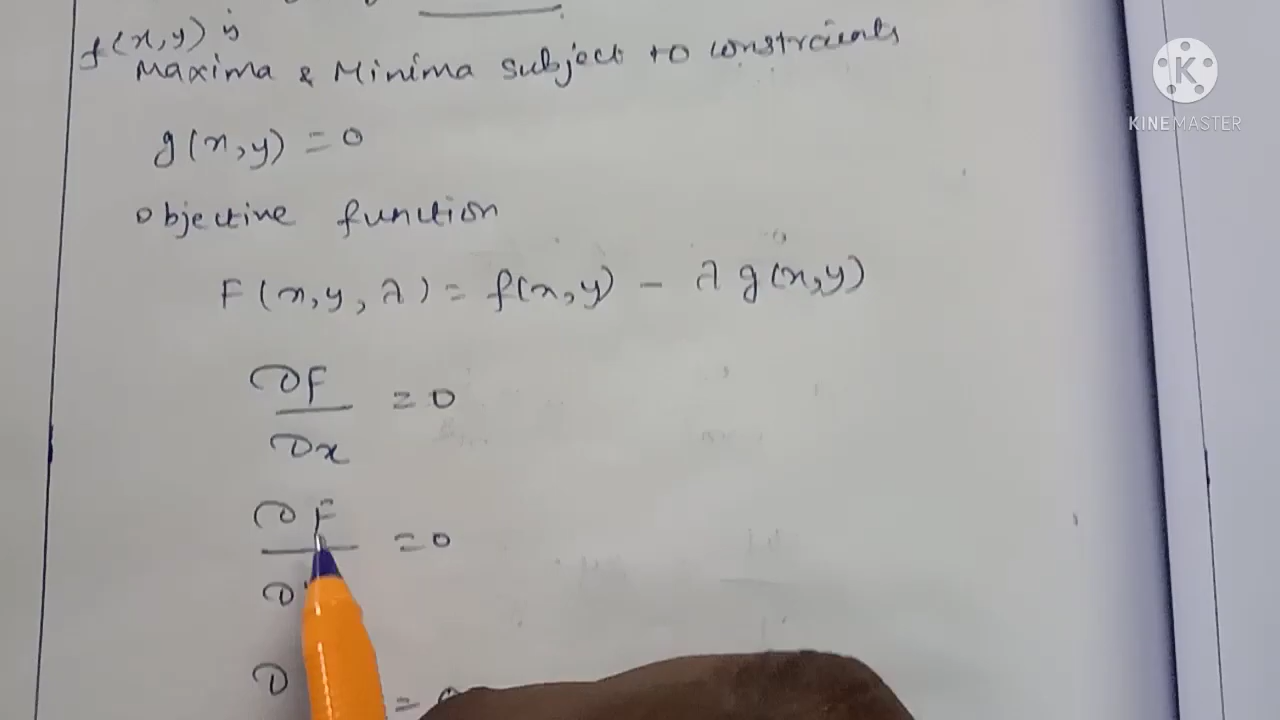 f(x,y) is
Maxima & Minima subject to constraints
g(x,y) = 0
objective function
F(x,y,λ) = f(x,y) - λ g(x,y)
∂F
= 0
∂x
∂F
= 0
∂
∂
=
K
KINEMASTER